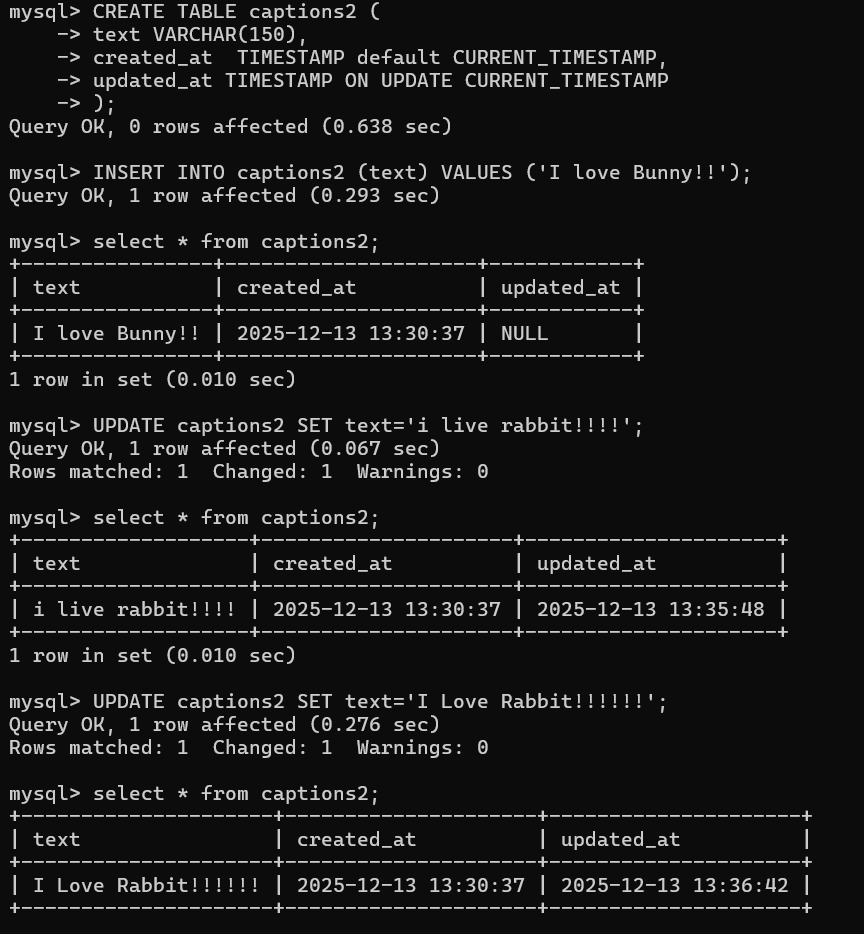 mysql> CREATE TABLE captions2 (
    -> text VARCHAR(150),
    -> created_at  TIMESTAMP default CURRENT_TIMESTAMP,
    -> updated_at TIMESTAMP ON UPDATE CURRENT_TIMESTAMP
    -> );
Query OK, 0 rows affected (0.638 sec)

mysql> INSERT INTO captions2 (text) VALUES ('I love Bunny!!');
Query OK, 1 row affected (0.293 sec)

mysql> select * from captions2;
+----------------+---------------------+------------+
| text           | created_at          | updated_at |
+----------------+---------------------+------------+
| I love Bunny!! | 2025-12-13 13:30:37 | NULL       |
+----------------+---------------------+------------+
1 row in set (0.010 sec)

mysql> UPDATE captions2 SET text='i live rabbit!!!!';
Query OK, 1 row affected (0.067 sec)
Rows matched: 1  Changed: 1  Warnings: 0

mysql> select * from captions2;
+-------------------+---------------------+---------------------+
| text              | created_at          | updated_at          |
+-------------------+---------------------+---------------------+
| i live rabbit!!!! | 2025-12-13 13:30:37 | 2025-12-13 13:35:48 |
+-------------------+---------------------+---------------------+
1 row in set (0.010 sec)

mysql> UPDATE captions2 SET text='I Love Rabbit!!!!!!';
Query OK, 1 row affected (0.276 sec)
Rows matched: 1  Changed: 1  Warnings: 0

mysql> select * from captions2;
+---------------------+---------------------+---------------------+
| text                | created_at          | updated_at          |
+---------------------+---------------------+---------------------+
| I Love Rabbit!!!!!! | 2025-12-13 13:30:37 | 2025-12-13 13:36:42 |
+---------------------+---------------------+---------------------+